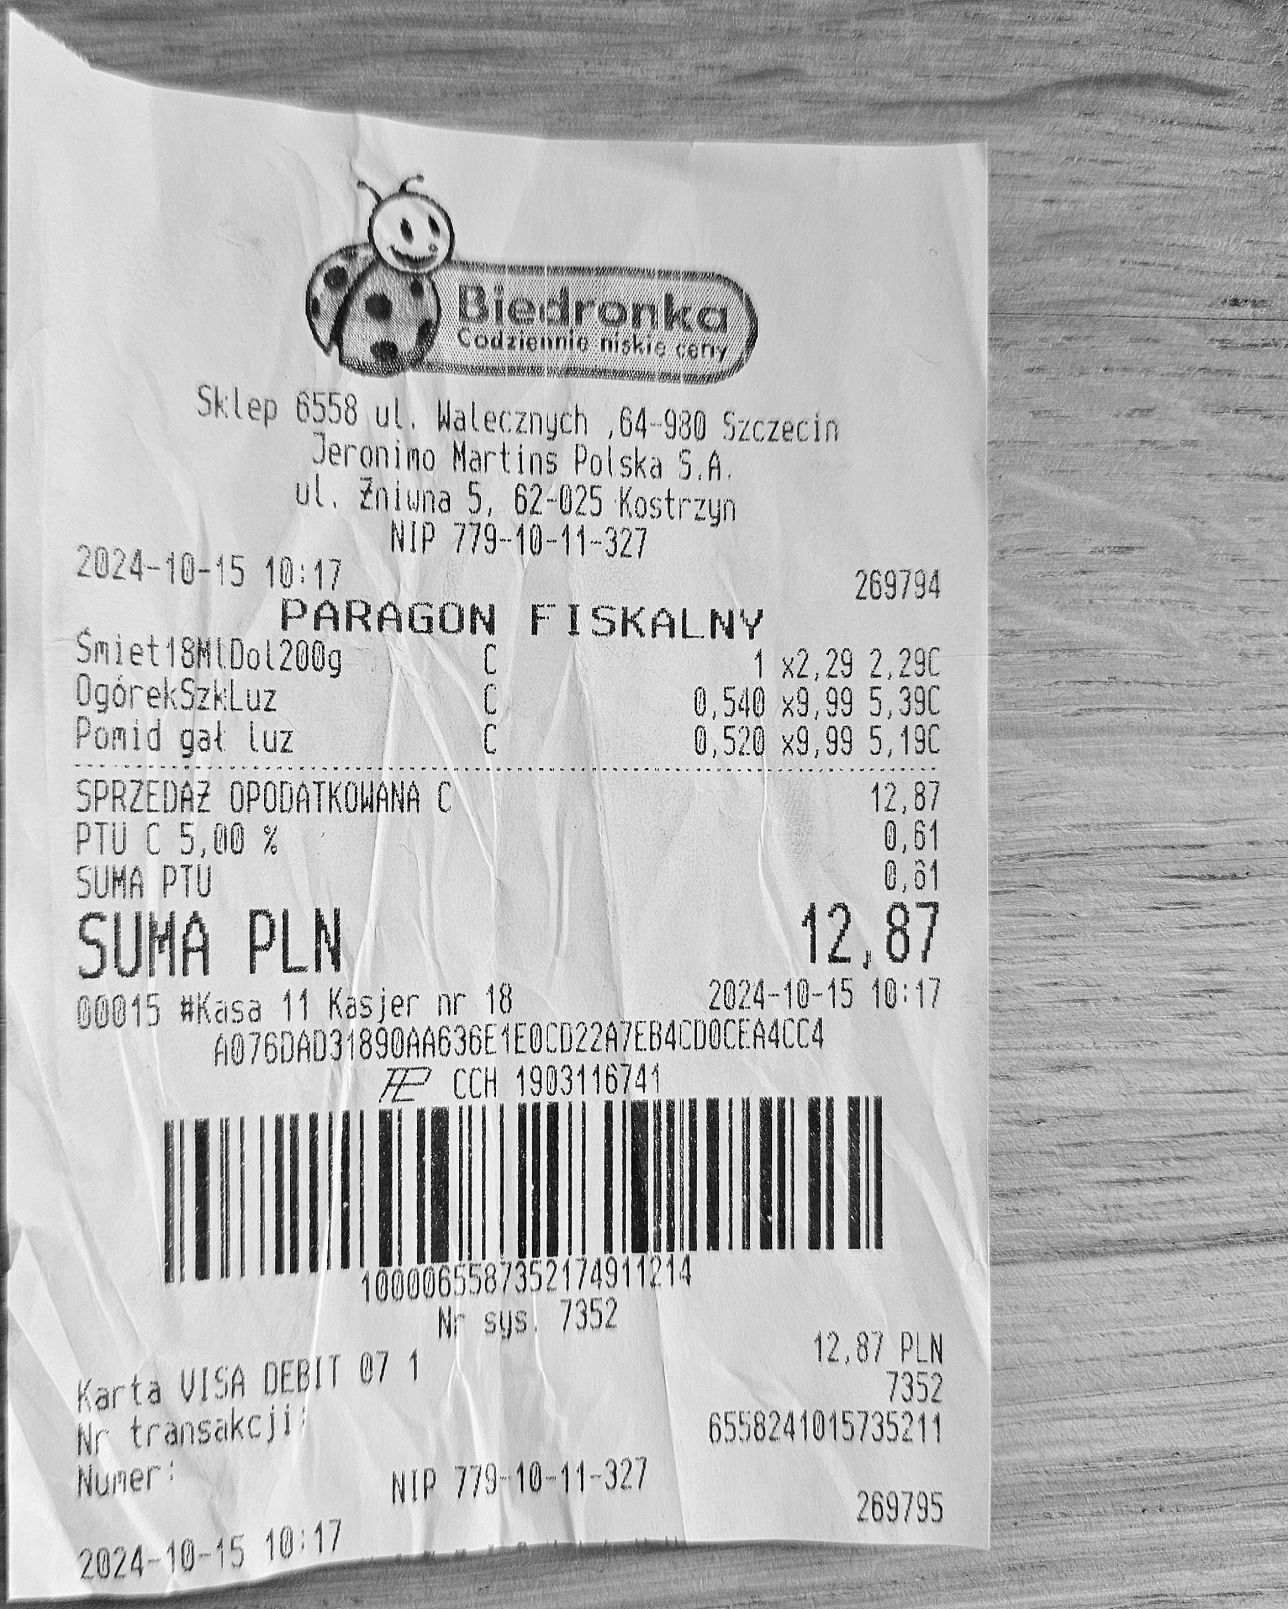 Biedronka
Codziennie niskie ceny
Sklep 6558 ul. Walecznych ,64-980 Szczecin
Jeronimo Martins Polska S.A.
ul. Żniwna 5, 62-025 Kostrzyn
NIP 779-10-11-327
2024-10-15 10:17 269794
PARAGON FISKALNY
Śmiet18MlDol200g C 1 x2,29 2,29C
OgórekSzkLuz C 0,540 x9,99 5,39C
Pomid gał luz C 0,520 x9,99 5,19C
SPRZEDAŻ OPODATKOWANA C 12,87
PTU C 5,00 % 0,61
SUMA PTU 0,61
SUMA PLN 12,87
00015 #Kasa 11 Kasjer nr 18 2024-10-15 10:17
A076DAD31890AA636E1E0CD22A7EB4CD0CEA4CC4
CCH 1903116741
1000065587352174911214
Nr sys. 7352
Karta VISA DEBIT 07 1 12,87 PLN
Nr transakcji: 7352
Numer: 6558241015735211
NIP 779-10-11-327
2024-10-15 10:17 269795